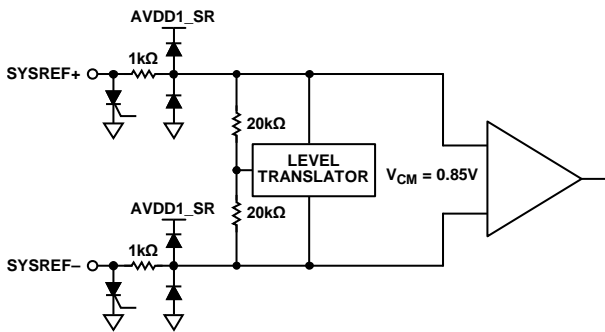 AVDD1_SR
1kΩ
SYSREF+
20kΩ
LEVEL
TRANSLATOR
VCM = 0.85V
20kΩ
AVDD1_SR
1kΩ
SYSREF–